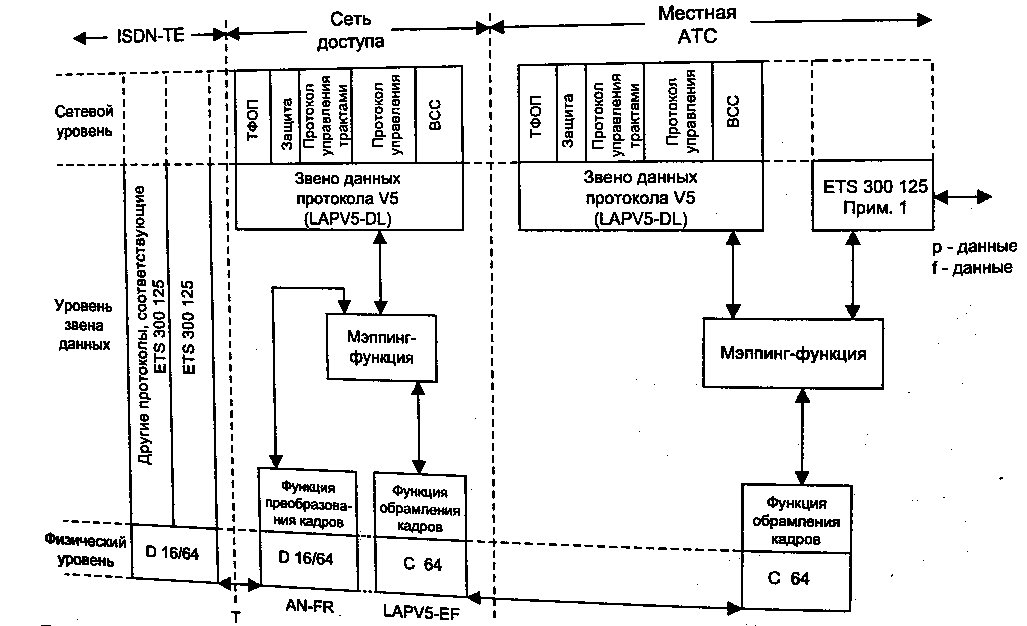 ISDN-TE
Сеть
доступа
Местная
АТС
Сетевой
уровень
ТФОП
Защита
Протокол
управления
трактами
Протокол
управления
ВСС
ТФОП
Защита
Протокол
управления
трактами
Протокол
управления
ВСС
Звено данных
протокола V5
(LAPV5-DL)
Звено данных
протокола V5
(LAPV5-DL)
ETS 300 125
Прим. 1
p - данные
f - данные
Уровень
звена
данных
Другие протоколы, соответствующие
ETS 300 125
ETS 300 125
Мэппинг-
функция
Мэппинг-функция
Функция
преобразова-
ния кадров
Функция
обрамления
кадров
Функция
обрамления
кадров
Физический
уровень
D 16/64
D 16/64
C 64
C 64
T
AN-FR
LAPV5-EF